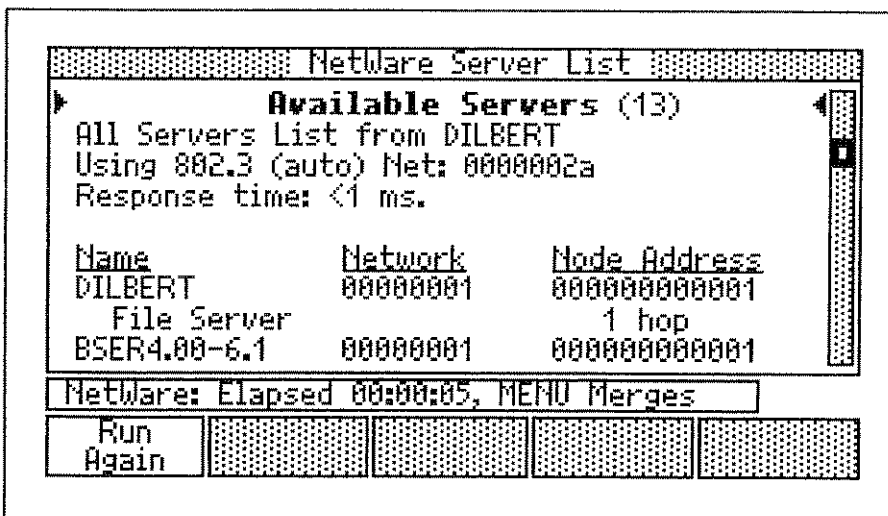 NetWare Server List
Available Servers (13)
All Servers List from DILBERT
Using 802.3 (auto) Net: 0000002a
Response time: <1 ms.
Name Network Node Address
DILBERT 00000001 000000000001
File Server 1 hop
BSER4.00-6.1 00000001 000000000001
NetWare: Elapsed 00:00:05, MENU Merges
Run
Again